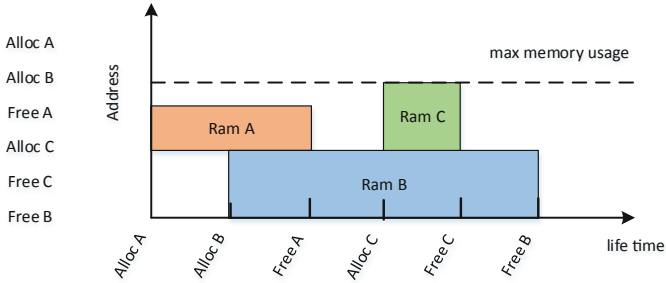 Alloc A
Alloc B
Free A
Alloc C
Free C
Free B
Address
max memory usage
Ram A
Ram C
Ram B
Alloc A
Alloc B
Free A
Alloc C
Free C
Free B
life time